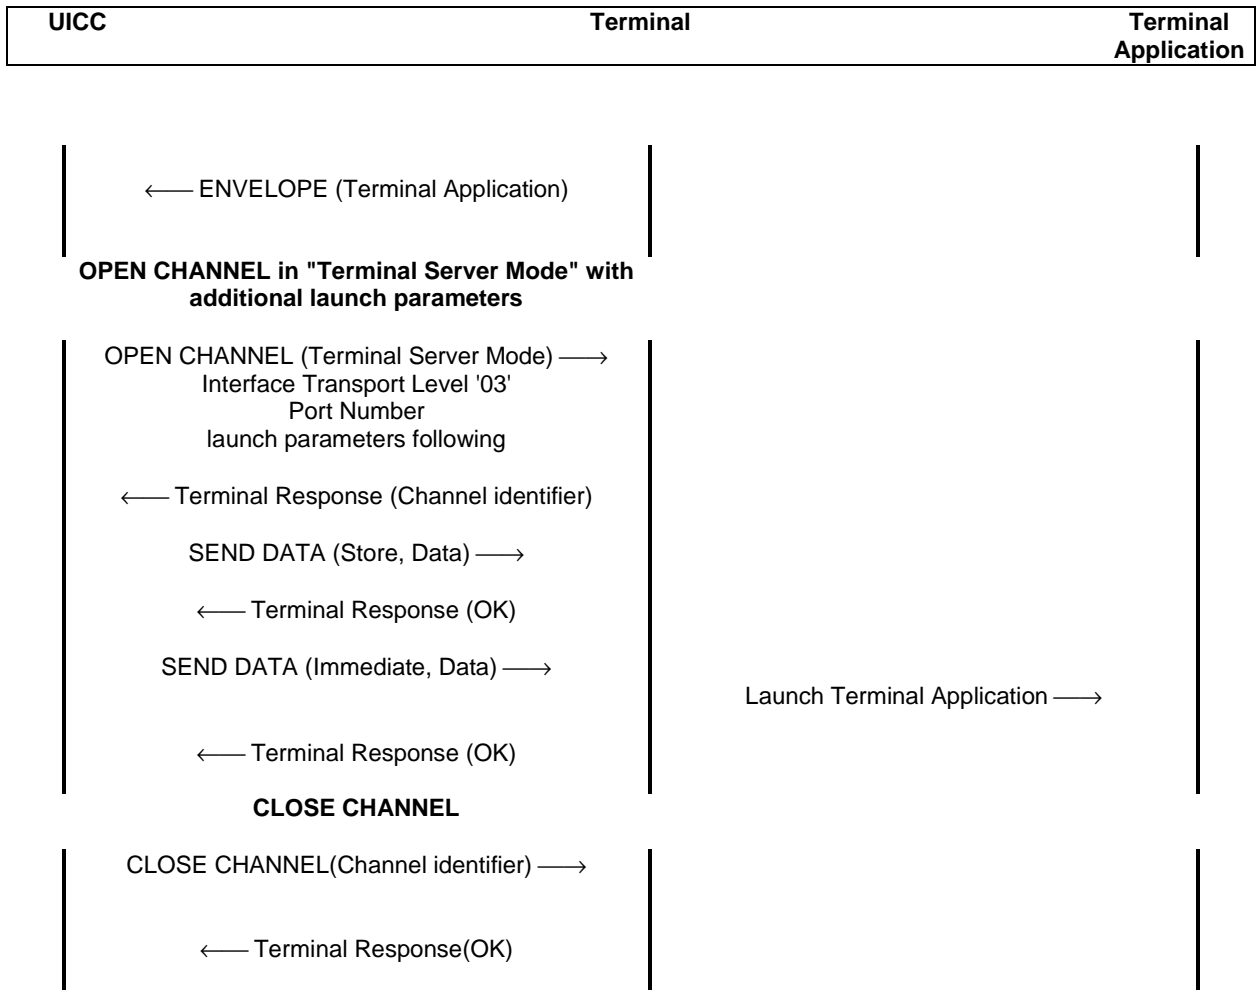 UICC Terminal Terminal
Application
←── ENVELOPE (Terminal Application)
OPEN CHANNEL in "Terminal Server Mode" with
additional launch parameters
OPEN CHANNEL (Terminal Server Mode) ──→
Interface Transport Level '03'
Port Number
launch parameters following
←── Terminal Response (Channel identifier)
SEND DATA (Store, Data) ──→
←── Terminal Response (OK)
SEND DATA (Immediate, Data) ──→
Launch Terminal Application ──→
←── Terminal Response (OK)
CLOSE CHANNEL
CLOSE CHANNEL(Channel identifier) ──→
←── Terminal Response(OK)